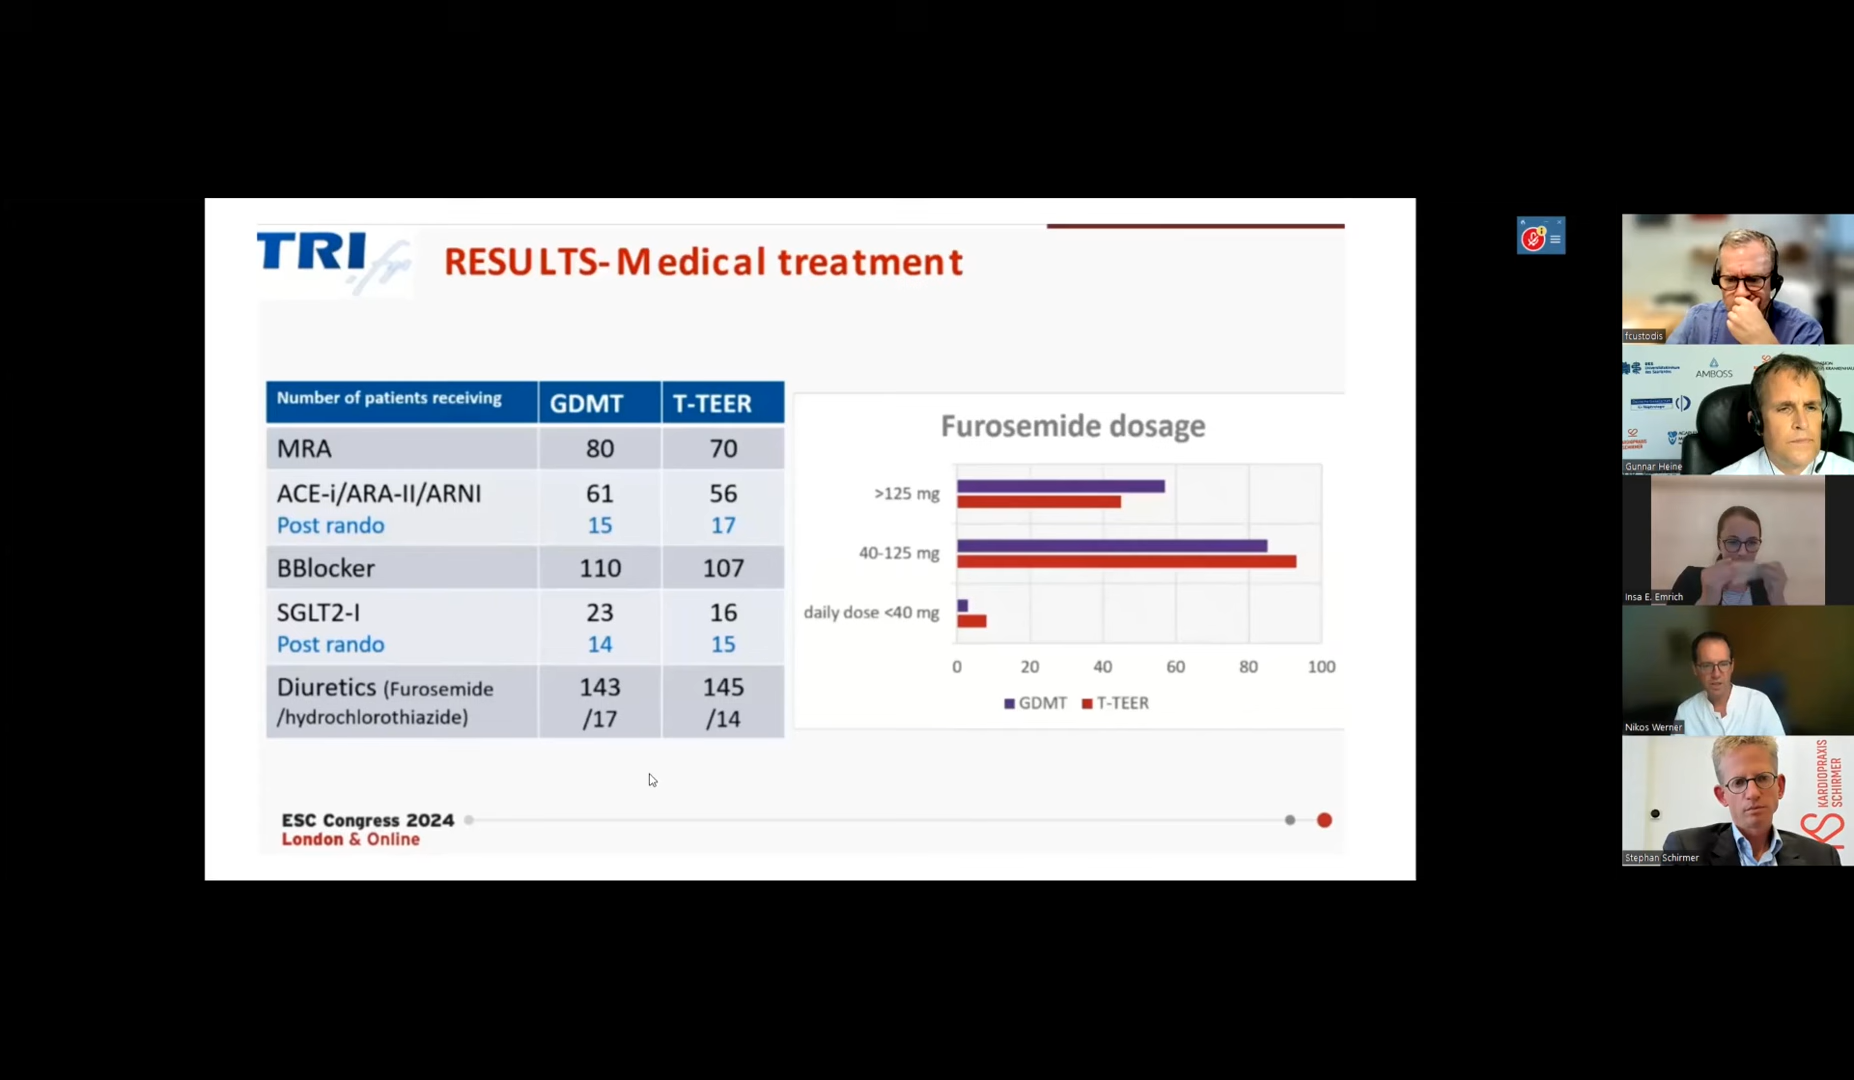 TRI.fr
RESULTS-Medical treatment
Number of patients receiving GDMT T-TEER
MRA 80 70
ACE-i/ARA-II/ARNI 61 56
Post rando 15 17
BBlocker 110 107
SGLT2-I 23 16
Post rando 14 15
Diuretics (Furosemide 143 145
/hydrochlorothiazide) /17 /14
Furosemide dosage
>125 mg
40-125 mg
daily dose <40 mg
0 20 40 60 80 100
GDMT T-TEER
ESC Congress 2024
London & Online
fcustodis
AMBOSS
Gunnar Heine
Insa E. Emrich
Nikos Werner
KARDIOPRAXIS
SCHIRMER
Stephan Schirmer